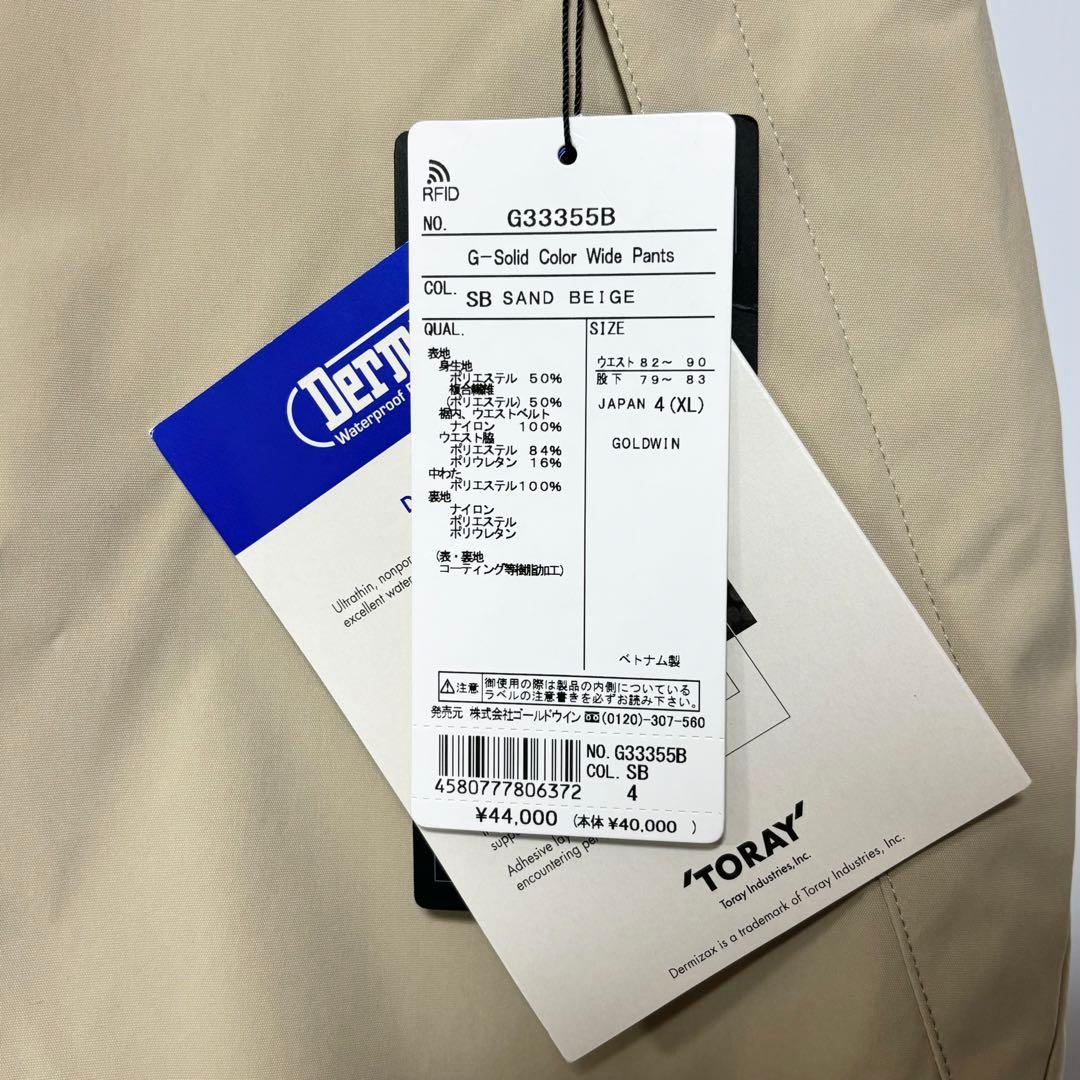 RFID
NO. G33355B
G-Solid Color Wide Pants
COL. SB SAND BEIGE
QUAL.
表地
身生地
ポリエステル 50%
複合繊維
(ポリエステル) 50%
裾内、ウエストベルト
ナイロン 100%
ウエスト脇
ポリエステル 84%
ポリウレタン 16%
中わた
ポリエステル100%
裏地
ナイロン
ポリエステル
ポリウレタン
(表・裏地
コーティング等樹脂加工)
SIZE
ウエスト 82～ 90
股下 79～ 83
JAPAN 4(XL)
GOLDWIN
ベトナム製
注意 御使用の際は製品の内側についている
ラベルの注意書きを必ずお読み下さい。
発売元 株式会社ゴールドウイン (0120)-307-560
4580777806372
NO. G33355B
COL. SB
4
¥44,000 (本体 ¥40,000 )
Derm
Waterproof
Ultrathin, nonpor
excellent wate
supp
Adhesive lay
encountering pe
'TORAY'
Toray Industries, Inc.
Dermizax is a trademark of Toray Industries, Inc.